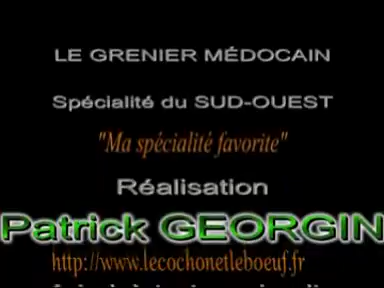 LE GRENIER MÉDOCAIN
Spécialité du SUD-OUEST
"Ma spécialité favorite"
Réalisation
Patrick GEORGIN
http://www.lecochonetleboeuf.fr